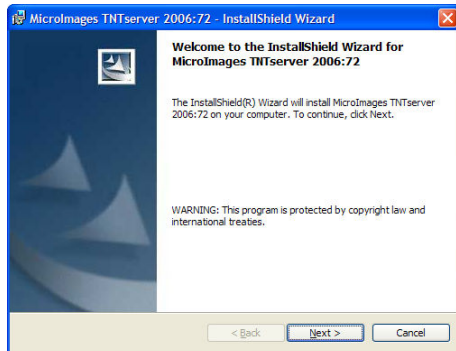 MicroImages TNTserver 2006:72 - InstallShield Wizard
Welcome to the InstallShield Wizard for
MicroImages TNTserver 2006:72
The InstallShield(R) Wizard will install MicroImages TNTserver
2006:72 on your computer. To continue, click Next.
WARNING: This program is protected by copyright law and
international treaties.
< Back Next > Cancel